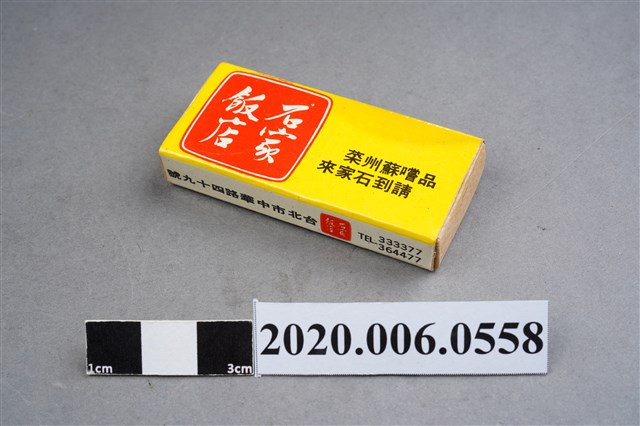 石家
飯店
品嚐蘇州菜
請到石家來
台北市中華路四十九號
TEL. 333377
364477
2020.006.0558
1cm
3cm